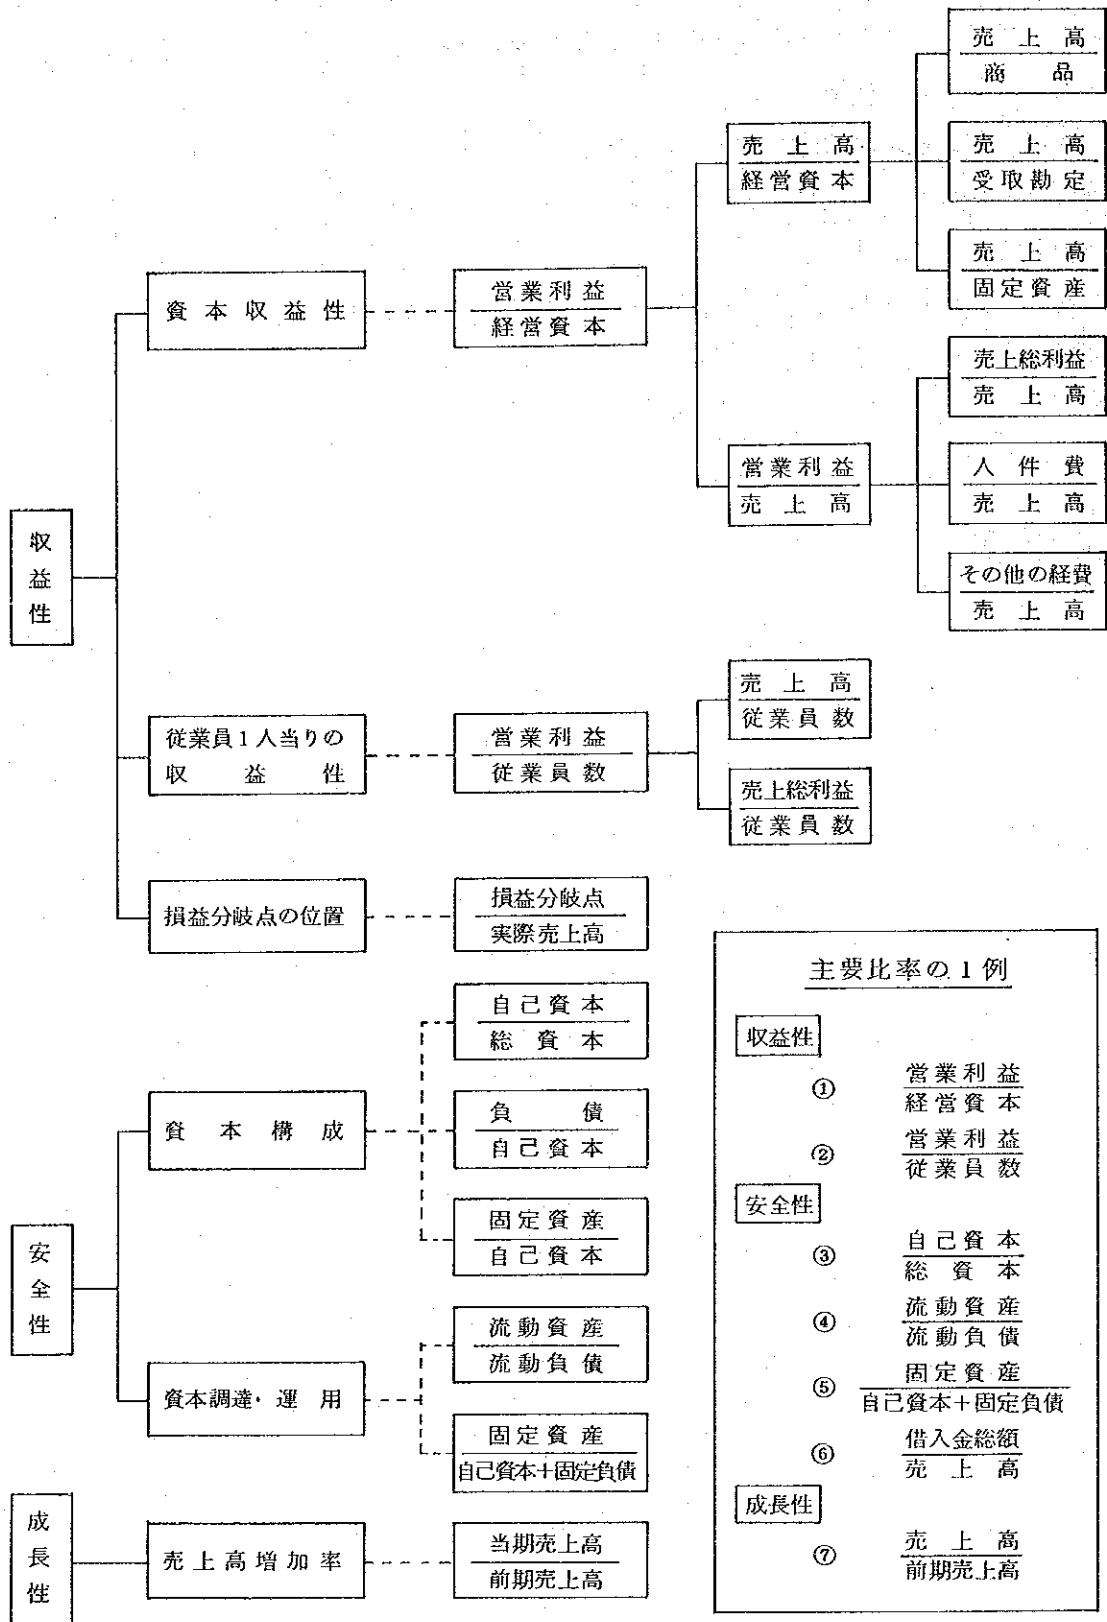 収益性
資本収益性
営業利益
経営資本
売上高
経営資本
売上高
商品
売上高
受取勘定
売上高
固定資産
営業利益
売上高
売上総利益
売上高
人件費
売上高
その他の経費
売上高
従業員1人当りの
収益性
営業利益
従業員数
売上高
従業員数
売上総利益
従業員数
損益分岐点の位置
損益分岐点
実際売上高
安全性
資本構成
自己資本
総資本
負債
自己資本
固定資産
自己資本
資本調達・運用
流動資産
流動負債
固定資産
自己資本+固定負債
成長性
売上高増加率
当期売上高
前期売上高
主要比率の1例
収益性
① 営業利益
経営資本
② 営業利益
従業員数
安全性
③ 自己資本
総資本
④ 流動資産
流動負債
⑤ 固定資産
自己資本+固定負債
⑥ 借入金総額
売上高
成長性
⑦ 売上高
前期売上高